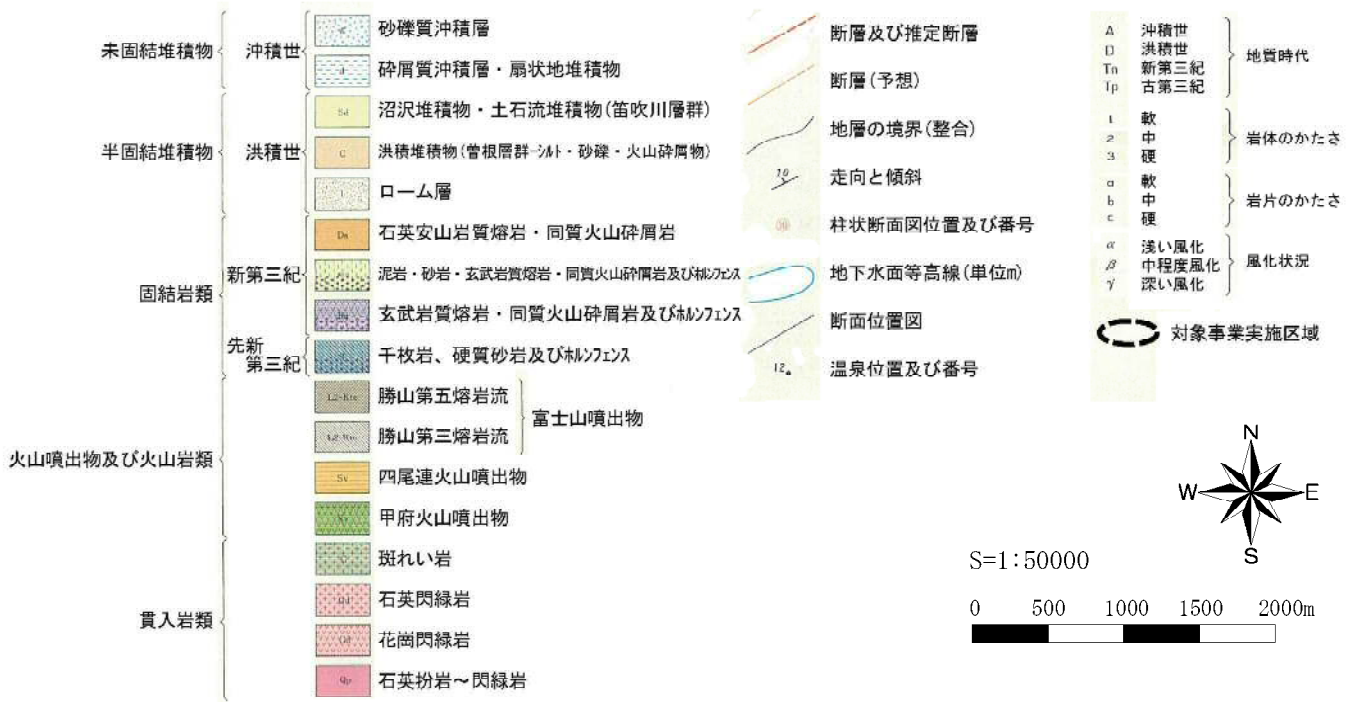 未固結堆積物
沖積世
砂礫質沖積層
砕屑質沖積層・扇状地堆積物
半固結堆積物
洪積世
Sd
沼沢堆積物・土石流堆積物(笛吹川層群)
C
洪積堆積物(曽根層群-シルト・砂礫・火山砕屑物)
l
ローム層
固結岩類
新第三紀
Da
石英安山岩質熔岩・同質火山砕屑岩
泥岩・砂岩・玄武岩質熔岩・同質火山砕屑岩及びホルンフェンス
玄武岩質熔岩・同質火山砕屑岩及びホルンフェンス
先新
第三紀
千枚岩、硬質砂岩及びホルンフェンス
火山噴出物及び火山岩類
勝山第五熔岩流
勝山第三熔岩流
富士山噴出物
Sv
四尾連火山噴出物
甲府火山噴出物
貫入岩類
斑れい岩
Qd
石英閃緑岩
Gd
花崗閃緑岩
Qp
石英扮岩～閃緑岩
断層及び推定断層
断層(予想)
地層の境界(整合)
70
走向と傾斜
柱状断面図位置及び番号
地下水面等高線(単位m)
断面位置図
12
温泉位置及び番号
A 沖積世
D 洪積世
Tn 新第三紀
Tp 古第三紀
地質時代
1 軟
2 中
3 硬
岩体のかたさ
a 軟
b 中
c 硬
岩片のかたさ
α 浅い風化
β 中程度風化
γ 深い風化
風化状況
対象事業実施区域
N
W E
S
S=1:50000
0 500 1000 1500 2000m